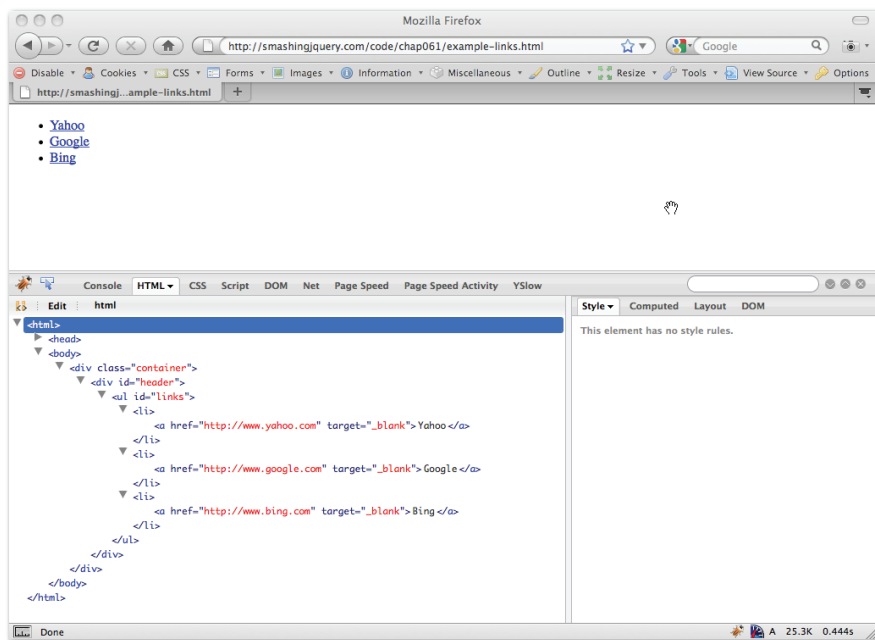 Mozilla Firefox
http://smashingjquery.com/code/chap061/example-links.html
Google
Disable Cookies CSS Forms Images Information Miscellaneous Outline Resize Tools View Source Options
http://smashingj...ample-links.html +
• Yahoo
• Google
• Bing
Console HTML CSS Script DOM Net Page Speed Page Speed Activity YSlow
Edit html
Style Computed Layout DOM
This element has no style rules.
<html>
<head>
<body>
<div class="container">
<div id="header">
<ul id="links">
<li>
<a href="http://www.yahoo.com" target="_blank">Yahoo</a>
</li>
<li>
<a href="http://www.google.com" target="_blank">Google</a>
</li>
<li>
<a href="http://www.bing.com" target="_blank">Bing</a>
</li>
</ul>
</div>
</div>
</body>
</html>
Done
A 25.3K 0.444s